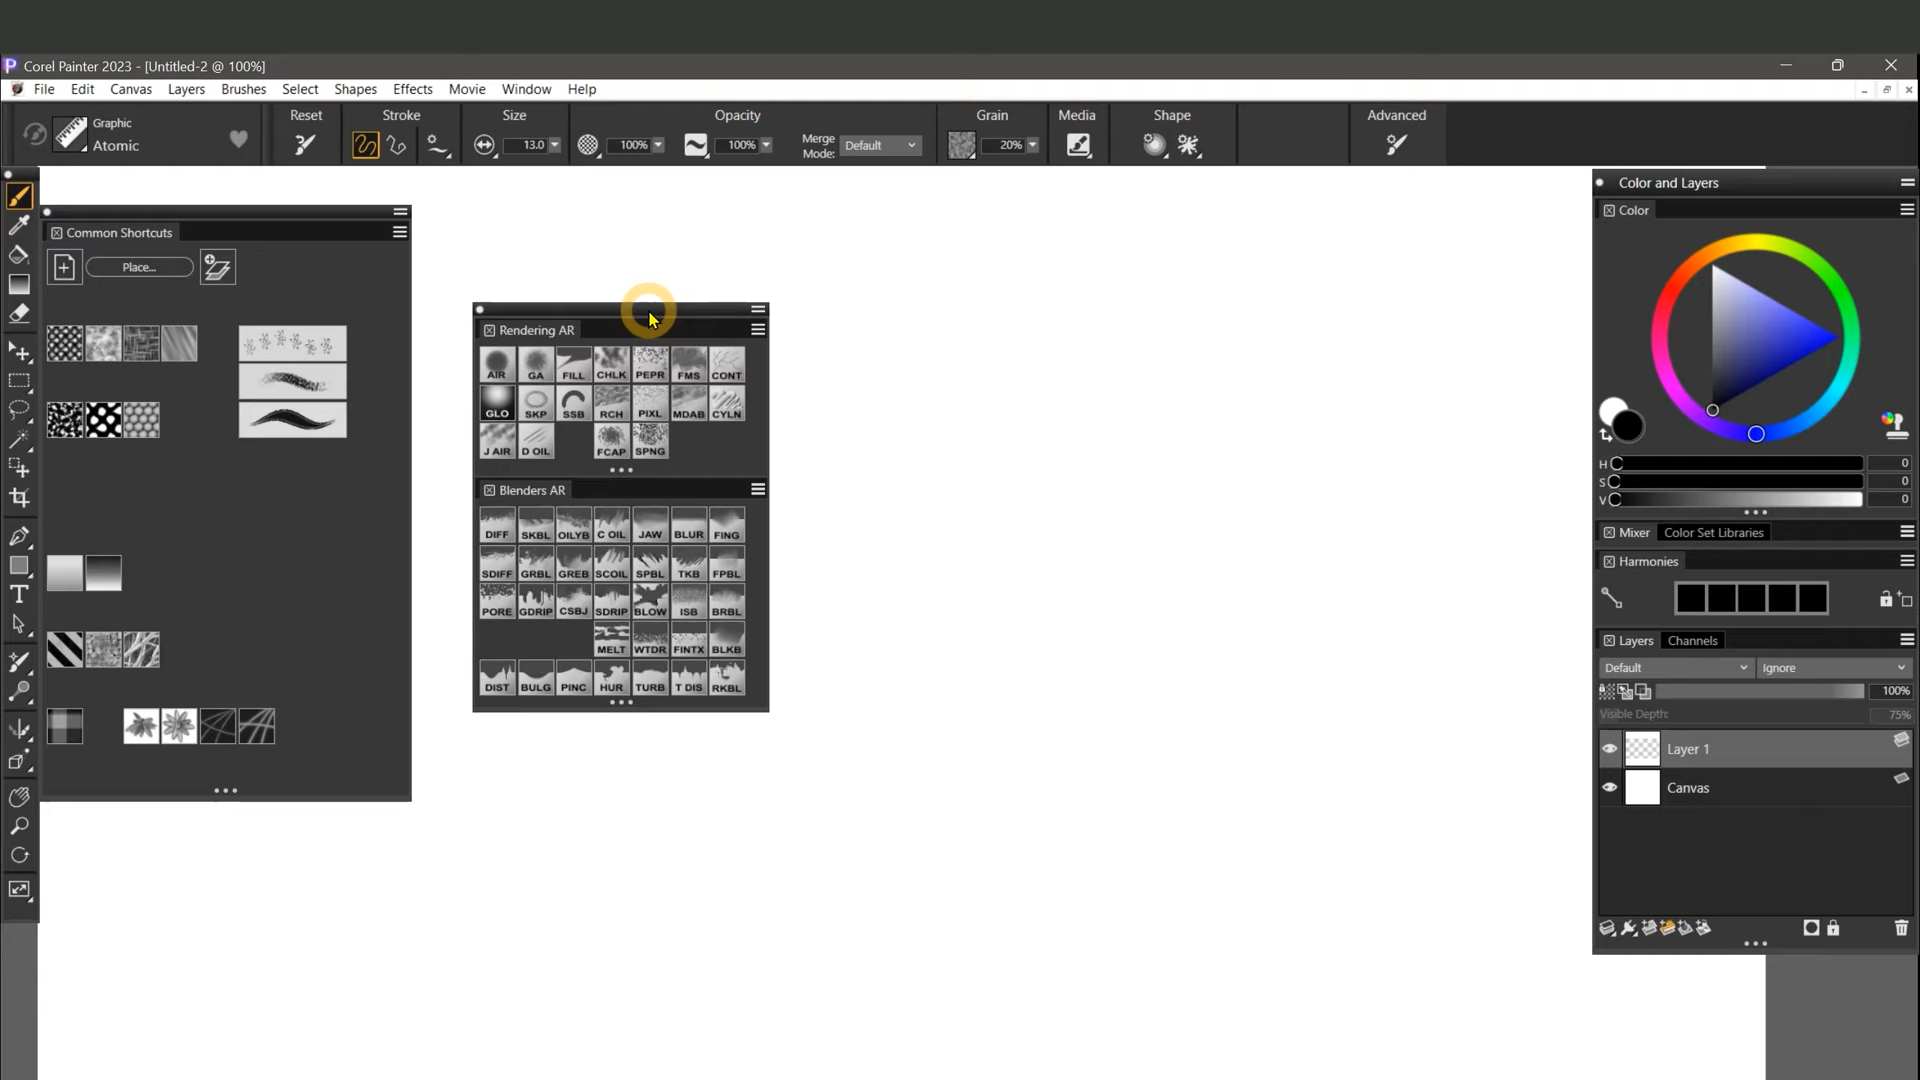 Corel Painter 2023 - [Untitled-2 @ 100%]
File Edit Canvas Layers Brushes Select Shapes Effects Movie Window Help
Graphic
Atomic
Reset
Stroke
Size
13.0
Opacity
100%
100%
Merge
Mode:
Default
Grain
20%
Media
Shape
Advanced
Common Shortcuts
Place...
T
Rendering AR
AIR GA FILL CHLK PEPR FMS CONT
GLO SKP SSB RCH PIXL MDAB CYLN
J AIR D OIL FCAP SPNG
Blenders AR
DIFF SKBL OILYB C OIL JAW BLUR FING
SDIFF GRBL GREB SCOIL SPBL TKB FPBL
PORE GDRIP CSBJ SDRIP BLOW ISB BRBL
MELT WTDR FINTX BLKB
DIST BULG PINC HUR TURB T DIS RKBL
Color and Layers
Color
H 0
S 0
V 0
Mixer Color Set Libraries
Harmonies
Layers Channels
Default Ignore
100%
Visible Depth: 75%
Layer 1
Canvas